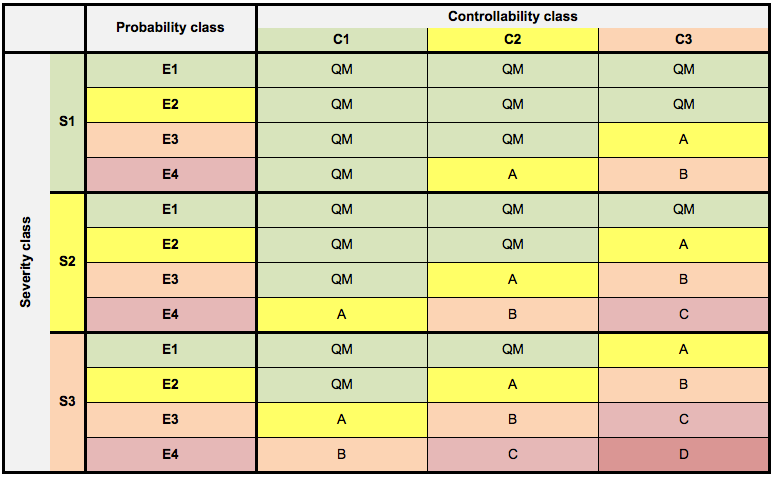 Probability class Controllability class
C1 C2 C3
Severity class
S1
E1 QM QM QM
E2 QM QM QM
E3 QM QM A
E4 QM A B
S2
E1 QM QM QM
E2 QM QM A
E3 QM A B
E4 A B C
S3
E1 QM QM A
E2 QM A B
E3 A B C
E4 B C D